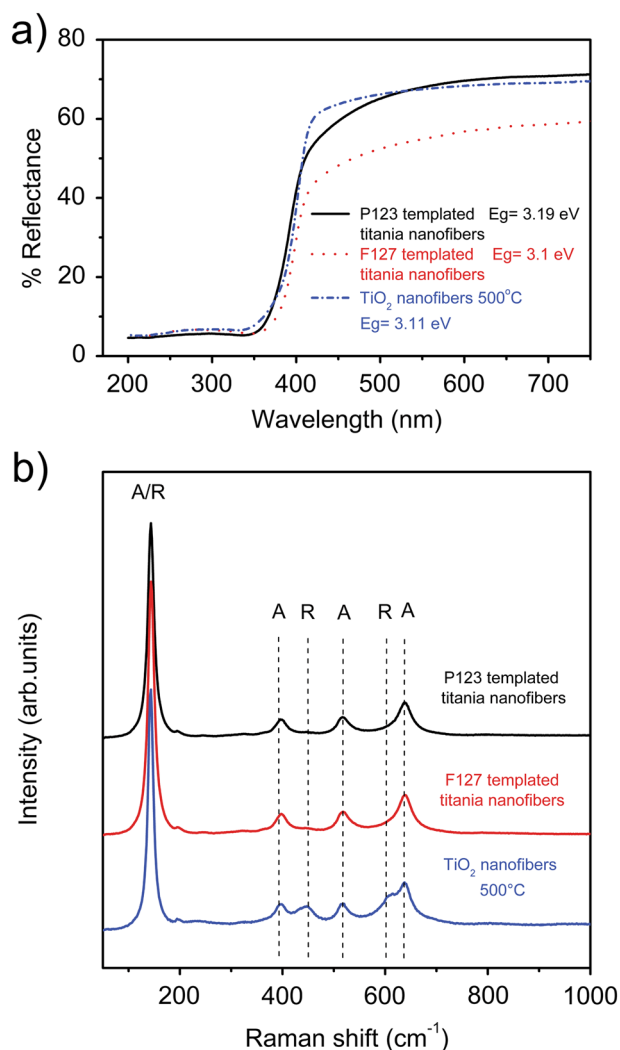 a)
80
60
40
20
0
% Reflectance
P123 templated Eg= 3.19 eV
titania nanofibers
F127 templated Eg= 3.1 eV
titania nanofibers
TiO₂ nanofibers 500°C
Eg= 3.11 eV
200 300 400 500 600 700
Wavelength (nm)
b)
A/R
A R A R A
P123 templated
titania nanofibers
F127 templated
titania nanofibers
TiO₂ nanofibers
500°C
Intensity (arb.units)
200 400 600 800 1000
Raman shift (cm⁻¹)